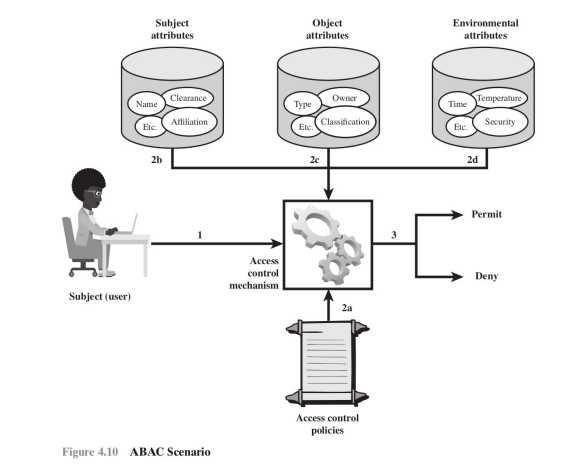 Subject
attributes
Object
attributes
Environmental
attributes
Name
Clearance
Etc.
Affiliation
Type
Owner
Etc.
Classification
Time
Temperature
Etc.
Security
2b
2c
2d
1
3
Permit
Deny
Access
control
mechanism
Subject (user)
2a
Access control
policies
Figure 4.10 ABAC Scenario